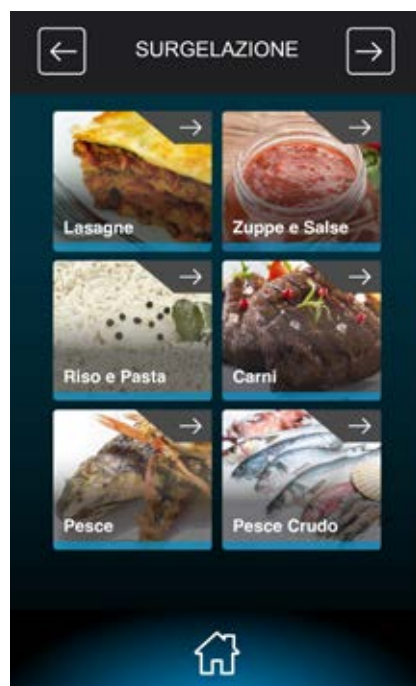 SURGELAZIONE
Lasagne
Zuppe e Salse
Riso e Pasta
Carni
Pesce
Pesce Crudo